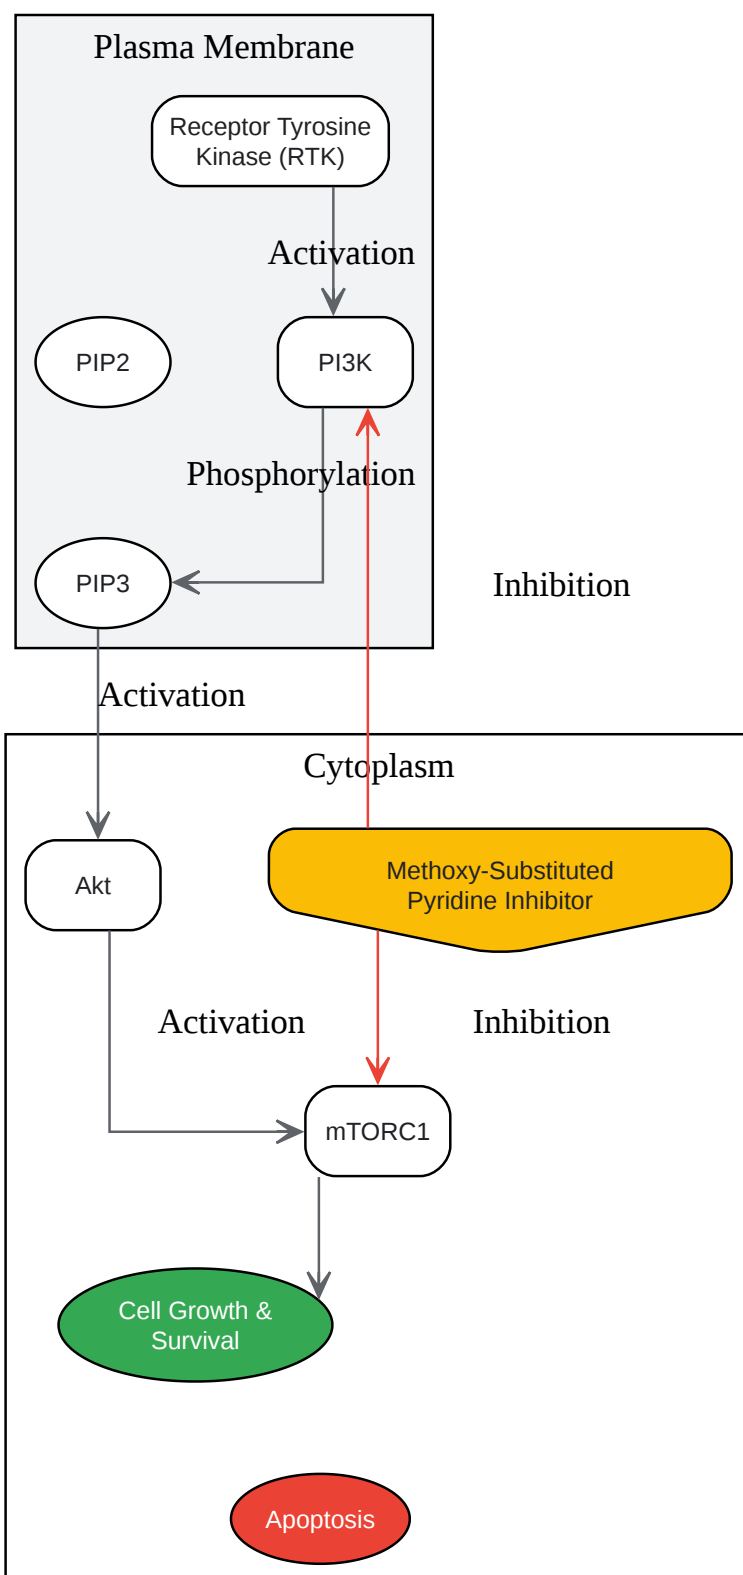 Plasma Membrane
Receptor Tyrosine
Kinase (RTK)
Activation
PIP2
PI3K
Phosphorylation
PIP3
Inhibition
Activation
Cytoplasm
Akt
Methoxy-Substituted
Pyridine Inhibitor
Activation
Inhibition
mTORC1
Cell Growth &
Survival
Apoptosis